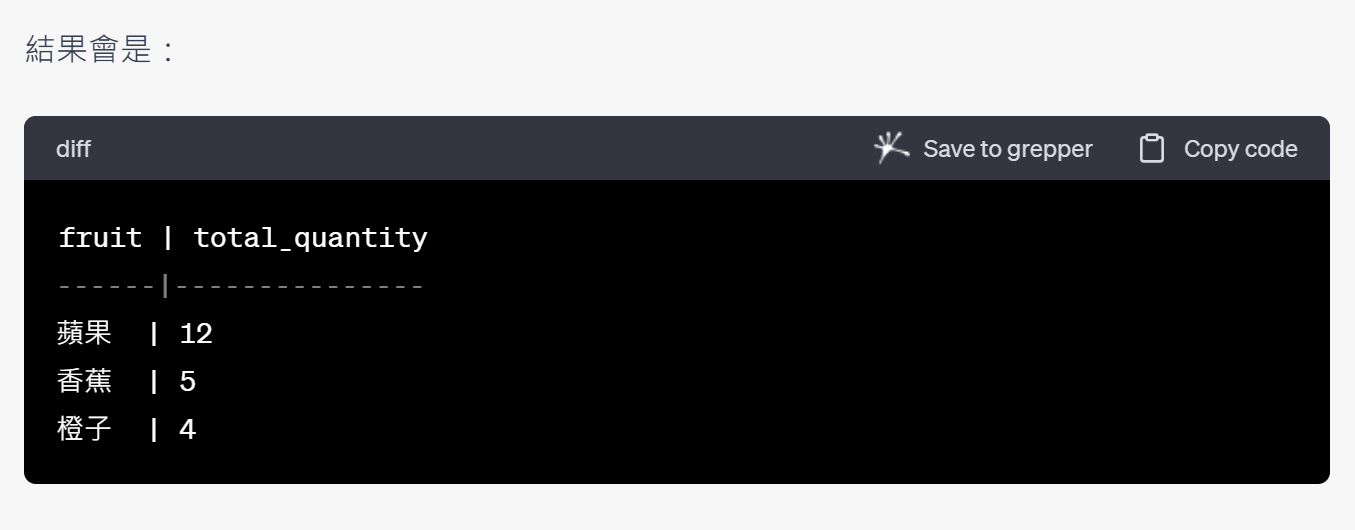 結果會是：
diff Save to grepper Copy code
fruit | total_quantity
------|---------------
蘋果  | 12
香蕉  | 5
橙子  | 4